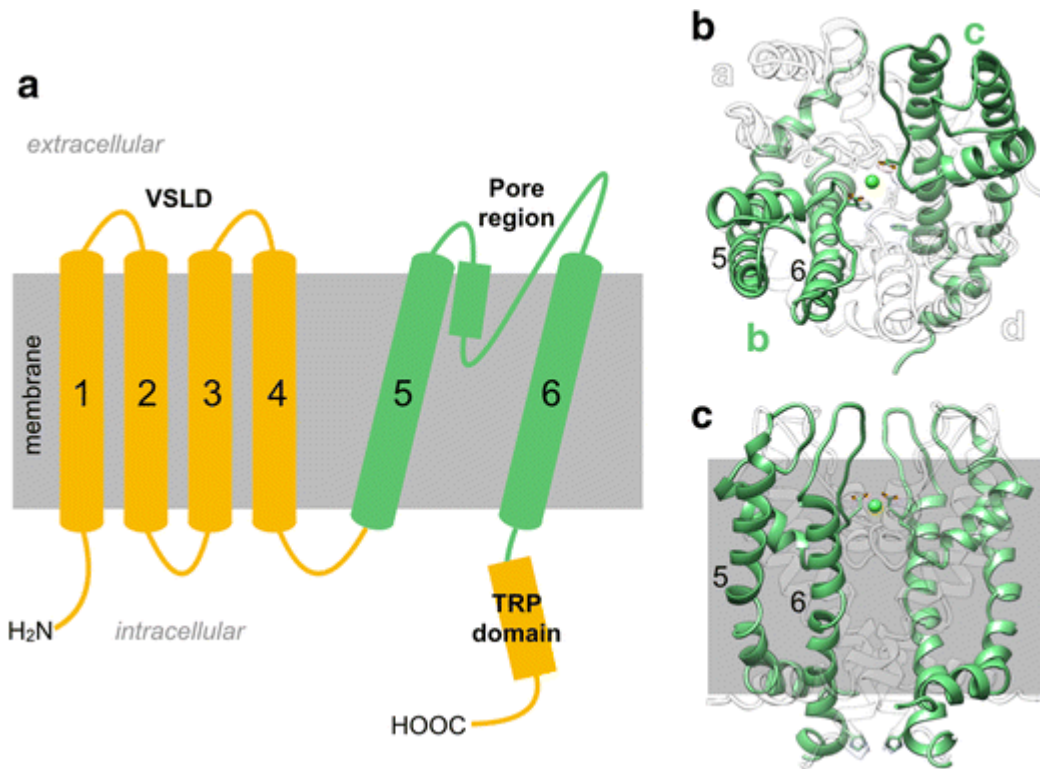 a
extracellular
VSLD
Pore
region
membrane
1
2
3
4
5
6
H₂N
intracellular
TRP
domain
HOOC
b
a
c
5
6
b
d
c
5
6